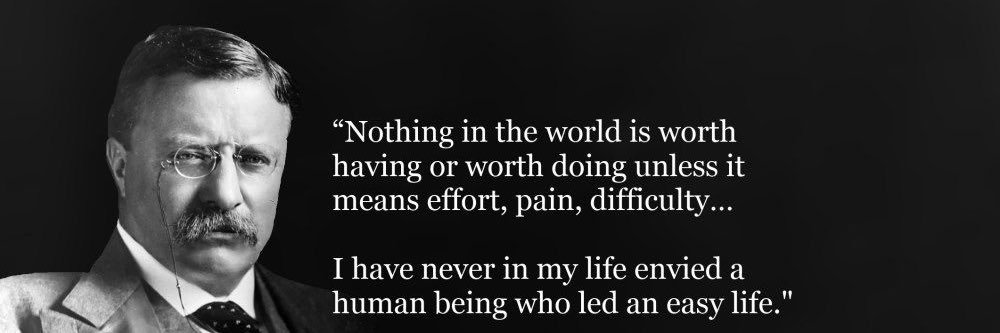 “Nothing in the world is worth
having or worth doing unless it
means effort, pain, difficulty...
I have never in my life envied a
human being who led an easy life."